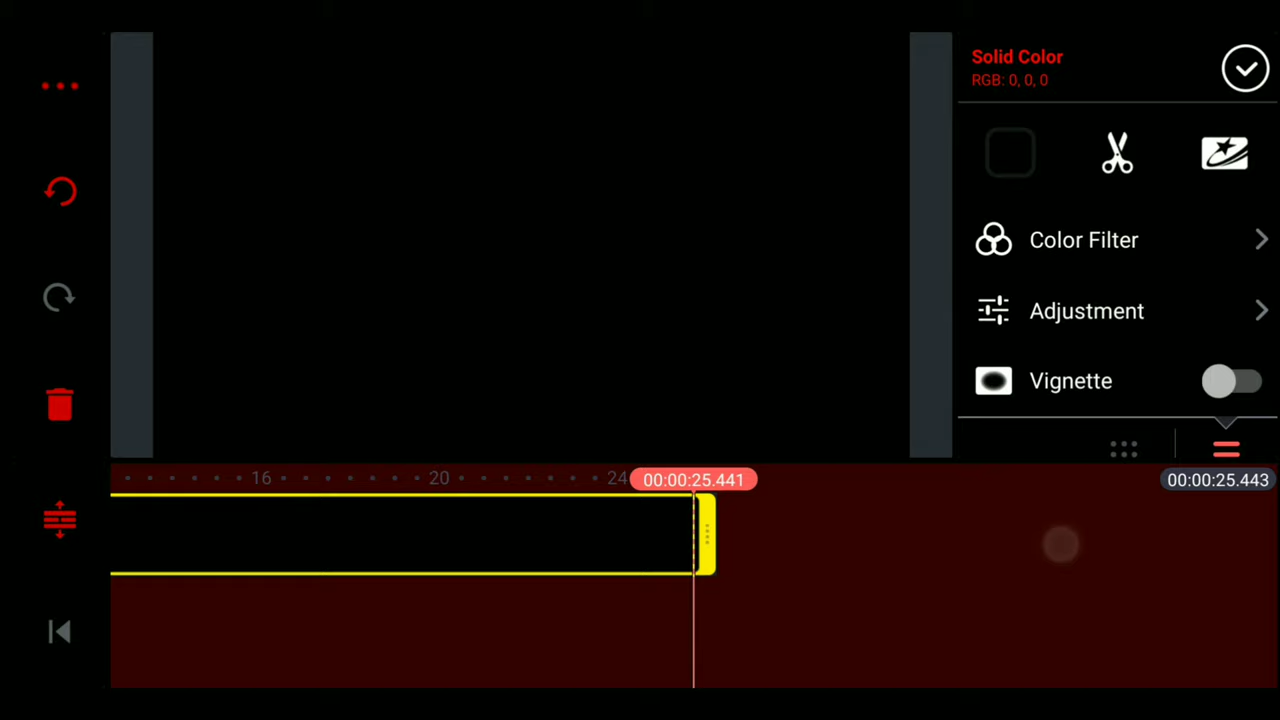 Solid Color
RGB: 0, 0, 0
Color Filter
Adjustment
Vignette
16
20
24
00:00:25.441
00:00:25.443